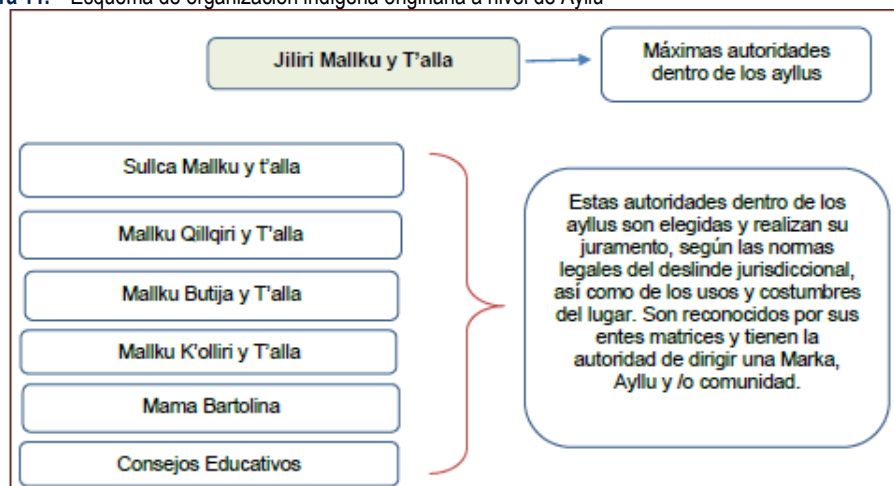 Esquema de organización indígena originaria a nivel de Ayllu
Jiliri Mallku y T'alla
Máximas autoridades
dentro de los ayllus
Sullca Mallku y t'alla
Mallku Qillqiri y T'alla
Mallku Butija y T'alla
Mallku K'olliri y T'alla
Mama Bartolina
Consejos Educativos
Estas autoridades dentro de los
ayllus son elegidas y realizan su
juramento, según las normas
legales del deslinde jurisdiccional,
así como de los usos y costumbres
del lugar. Son reconocidos por sus
entes matrices y tienen la
autoridad de dirigir una Marka,
Ayllu y /o comunidad.